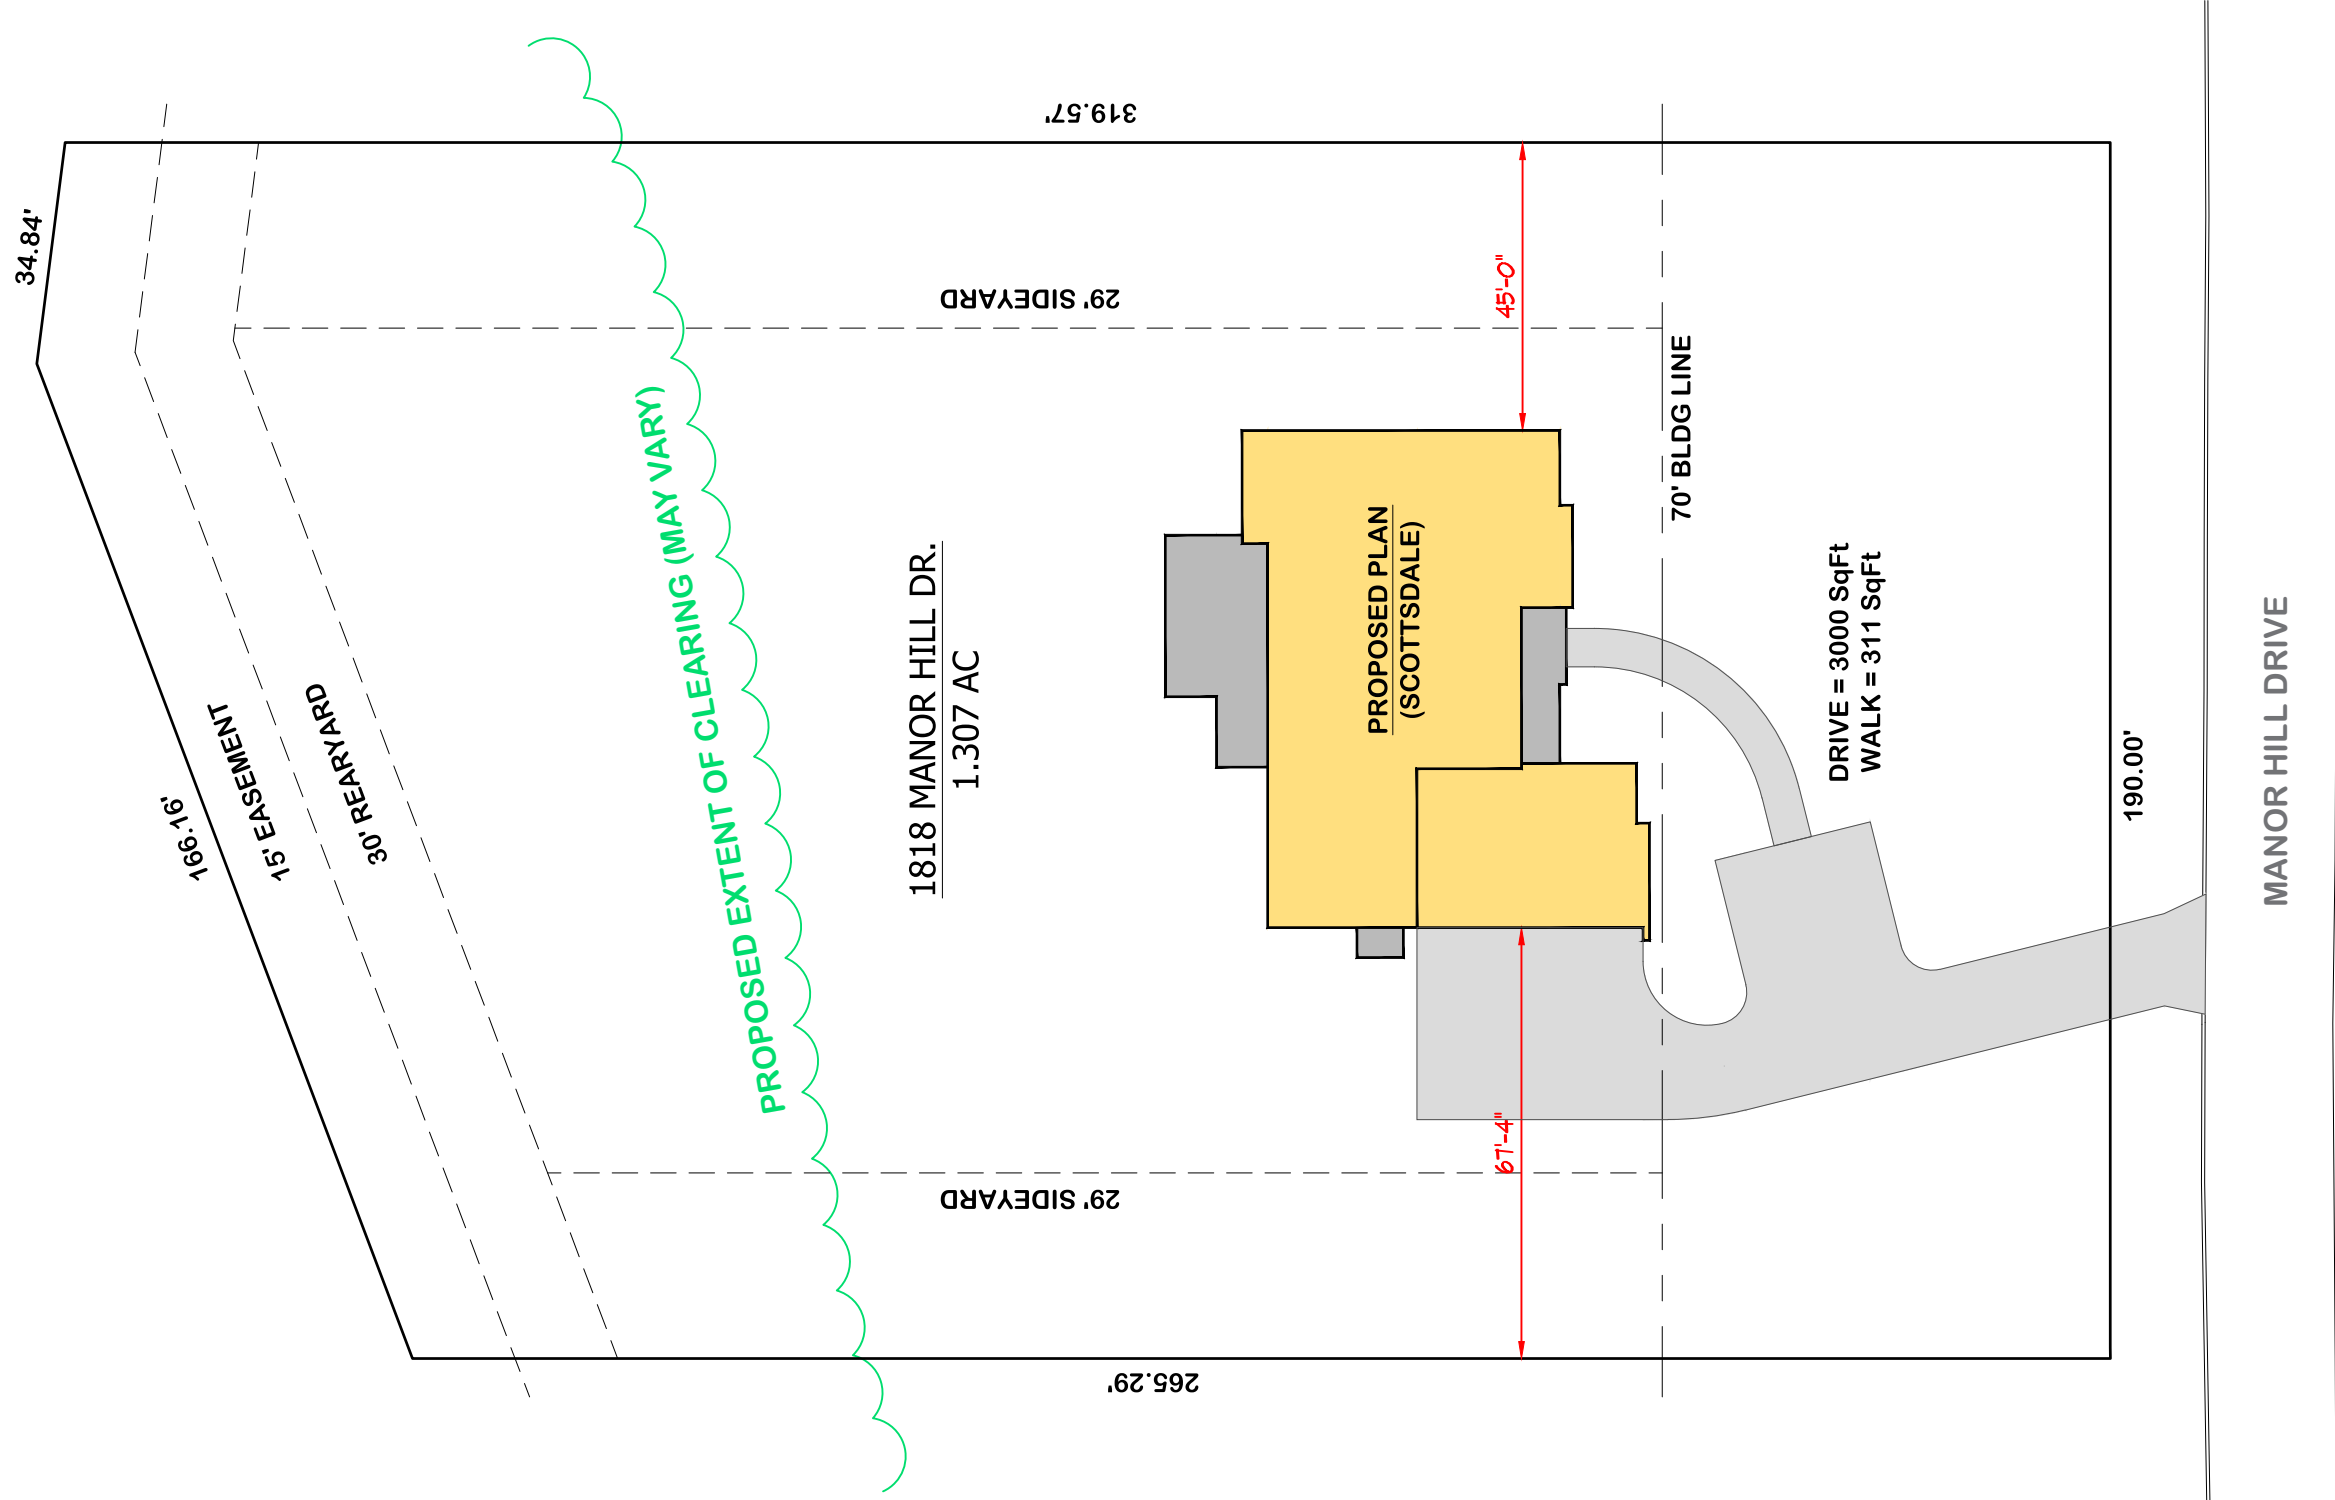 34.84'
319.57'
166.16'
15' EASEMENT
30' REARYARD
PROPOSED EXTENT OF CLEARING (MAY VARY)
29' SIDEYARD
29' SIDEYARD
1818 MANOR HILL DR.
1.307 AC
265.29'
PROPOSED PLAN
(SCOTTSDALE)
45'-0"
67'-4"
70' BLDG LINE
DRIVE = 3000 SqFt
WALK = 311 SqFt
190.00'
MANOR HILL DRIVE